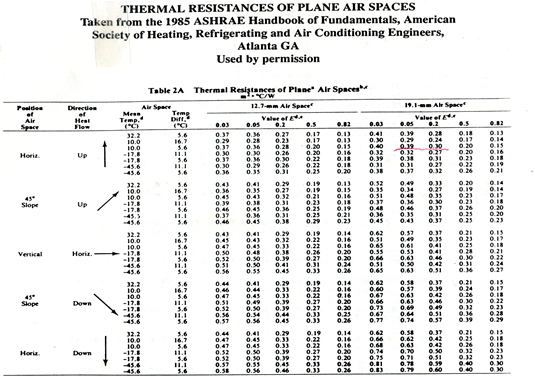 THERMAL RESISTANCES OF PLANE AIR SPACES
Taken from the 1985 ASHRAE Handbook of Fundamentals, American
Society of Heating, Refrigerating and Air Conditioning Engineers,
Atlanta GA
Used by permission
Table 2A Thermal Resistances of Planeᵃ Air Spacesᵇ,ᶜ
m² · °C/W
Position of Air Space Direction of Heat Flow Air Space 12.7-mm Air Spaceᶜ 19.1-mm Air Spaceᶜ
Mean Temp.ᵈ (°C) Temp Diff.ᵈ (°C) Value of Eᵈ,ᵉ Value of Eᵈ,ᵉ
0.03 0.05 0.2 0.5 0.82 0.03 0.05 0.2 0.5 0.82
32.2 5.6 0.37 0.36 0.27 0.17 0.13 0.41 0.39 0.28 0.18 0.13
10.0 16.7 0.29 0.28 0.23 0.17 0.13 0.30 0.29 0.24 0.17 0.14
10.0 5.6 0.37 0.36 0.28 0.20 0.15 0.40 0.39 0.30 0.20 0.15
Horiz. Up -17.8 11.1 0.30 0.30 0.26 0.20 0.16 0.32 0.32 0.27 0.20 0.16
-17.8 5.6 0.37 0.36 0.30 0.22 0.18 0.39 0.38 0.31 0.23 0.18
-45.6 11.1 0.30 0.29 0.26 0.22 0.18 0.31 0.31 0.27 0.22 0.19
-45.6 5.6 0.36 0.35 0.31 0.25 0.20 0.38 0.37 0.32 0.26 0.21
32.2 5.6 0.43 0.41 0.29 0.19 0.13 0.52 0.49 0.33 0.20 0.14
10.0 16.7 0.36 0.35 0.27 0.19 0.15 0.35 0.34 0.27 0.19 0.14
10.0 5.6 0.45 0.43 0.32 0.21 0.16 0.51 0.48 0.35 0.23 0.17
45° Slope Up -17.8 11.1 0.39 0.38 0.31 0.23 0.18 0.37 0.36 0.30 0.23 0.18
-17.8 5.6 0.46 0.45 0.36 0.25 0.19 0.48 0.46 0.37 0.26 0.20
-45.6 11.1 0.37 0.36 0.31 0.25 0.21 0.36 0.35 0.31 0.25 0.20
-45.6 5.6 0.46 0.45 0.38 0.29 0.23 0.45 0.43 0.37 0.25 0.23
32.2 5.6 0.43 0.41 0.29 0.19 0.14 0.62 0.57 0.37 0.21 0.15
10.0 16.7 0.45 0.43 0.32 0.22 0.16 0.51 0.49 0.35 0.23 0.17
10.0 5.6 0.47 0.45 0.33 0.22 0.16 0.65 0.61 0.41 0.25 0.18
Vertical Horiz. -17.8 11.1 0.50 0.48 0.38 0.26 0.20 0.55 0.53 0.41 0.28 0.21
-17.8 5.6 0.52 0.50 0.39 0.27 0.20 0.66 0.63 0.46 0.30 0.22
-45.6 11.1 0.51 0.50 0.41 0.31 0.24 0.51 0.50 0.42 0.31 0.24
-45.6 5.6 0.56 0.55 0.45 0.33 0.26 0.65 0.63 0.51 0.36 0.27
32.2 5.6 0.44 0.41 0.29 0.19 0.14 0.62 0.58 0.37 0.21 0.15
10.0 16.7 0.46 0.44 0.33 0.22 0.16 0.60 0.57 0.39 0.24 0.17
10.0 5.6 0.47 0.45 0.33 0.22 0.16 0.67 0.63 0.42 0.26 0.18
45° Slope Down -17.8 11.1 0.51 0.49 0.39 0.27 0.20 0.66 0.63 0.46 0.30 0.22
-17.8 5.6 0.52 0.50 0.39 0.27 0.20 0.73 0.69 0.49 0.32 0.23
-45.6 11.1 0.56 0.54 0.44 0.33 0.25 0.67 0.64 0.51 0.36 0.28
-45.6 5.6 0.57 0.56 0.45 0.33 0.26 0.77 0.74 0.57 0.39 0.29
32.2 5.6 0.44 0.41 0.29 0.19 0.14 0.62 0.58 0.37 0.21 0.15
10.0 16.7 0.47 0.45 0.33 0.22 0.16 0.66 0.62 0.42 0.25 0.18
10.0 5.6 0.47 0.45 0.33 0.22 0.16 0.68 0.63 0.42 0.26 0.18
Horiz. Down -17.8 11.1 0.52 0.50 0.39 0.27 0.20 0.74 0.70 0.50 0.32 0.23
-17.8 5.6 0.52 0.50 0.39 0.27 0.20 0.75 0.71 0.51 0.32 0.23
-45.6 11.1 0.57 0.55 0.45 0.33 0.26 0.81 0.78 0.59 0.40 0.30
-45.6 5.6 0.58 0.56 0.46 0.33 0.26 0.83 0.79 0.60 0.40 0.30